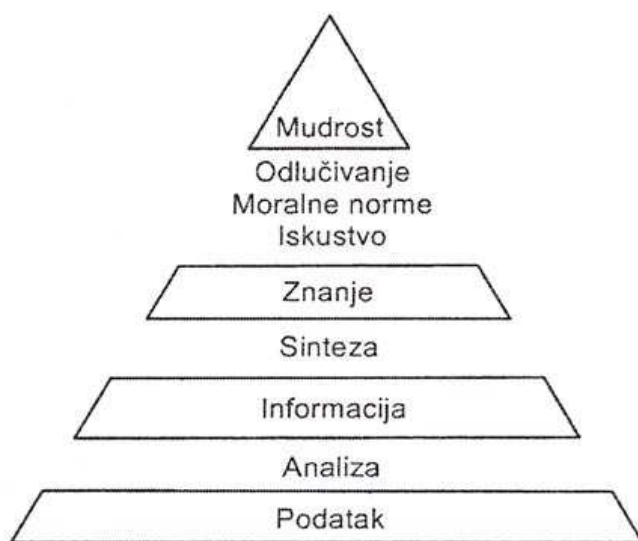 Mudrost
Odlučivanje
Moralne norme
Iskustvo
Znanje
Sinteza
Informacija
Analiza
Podatak